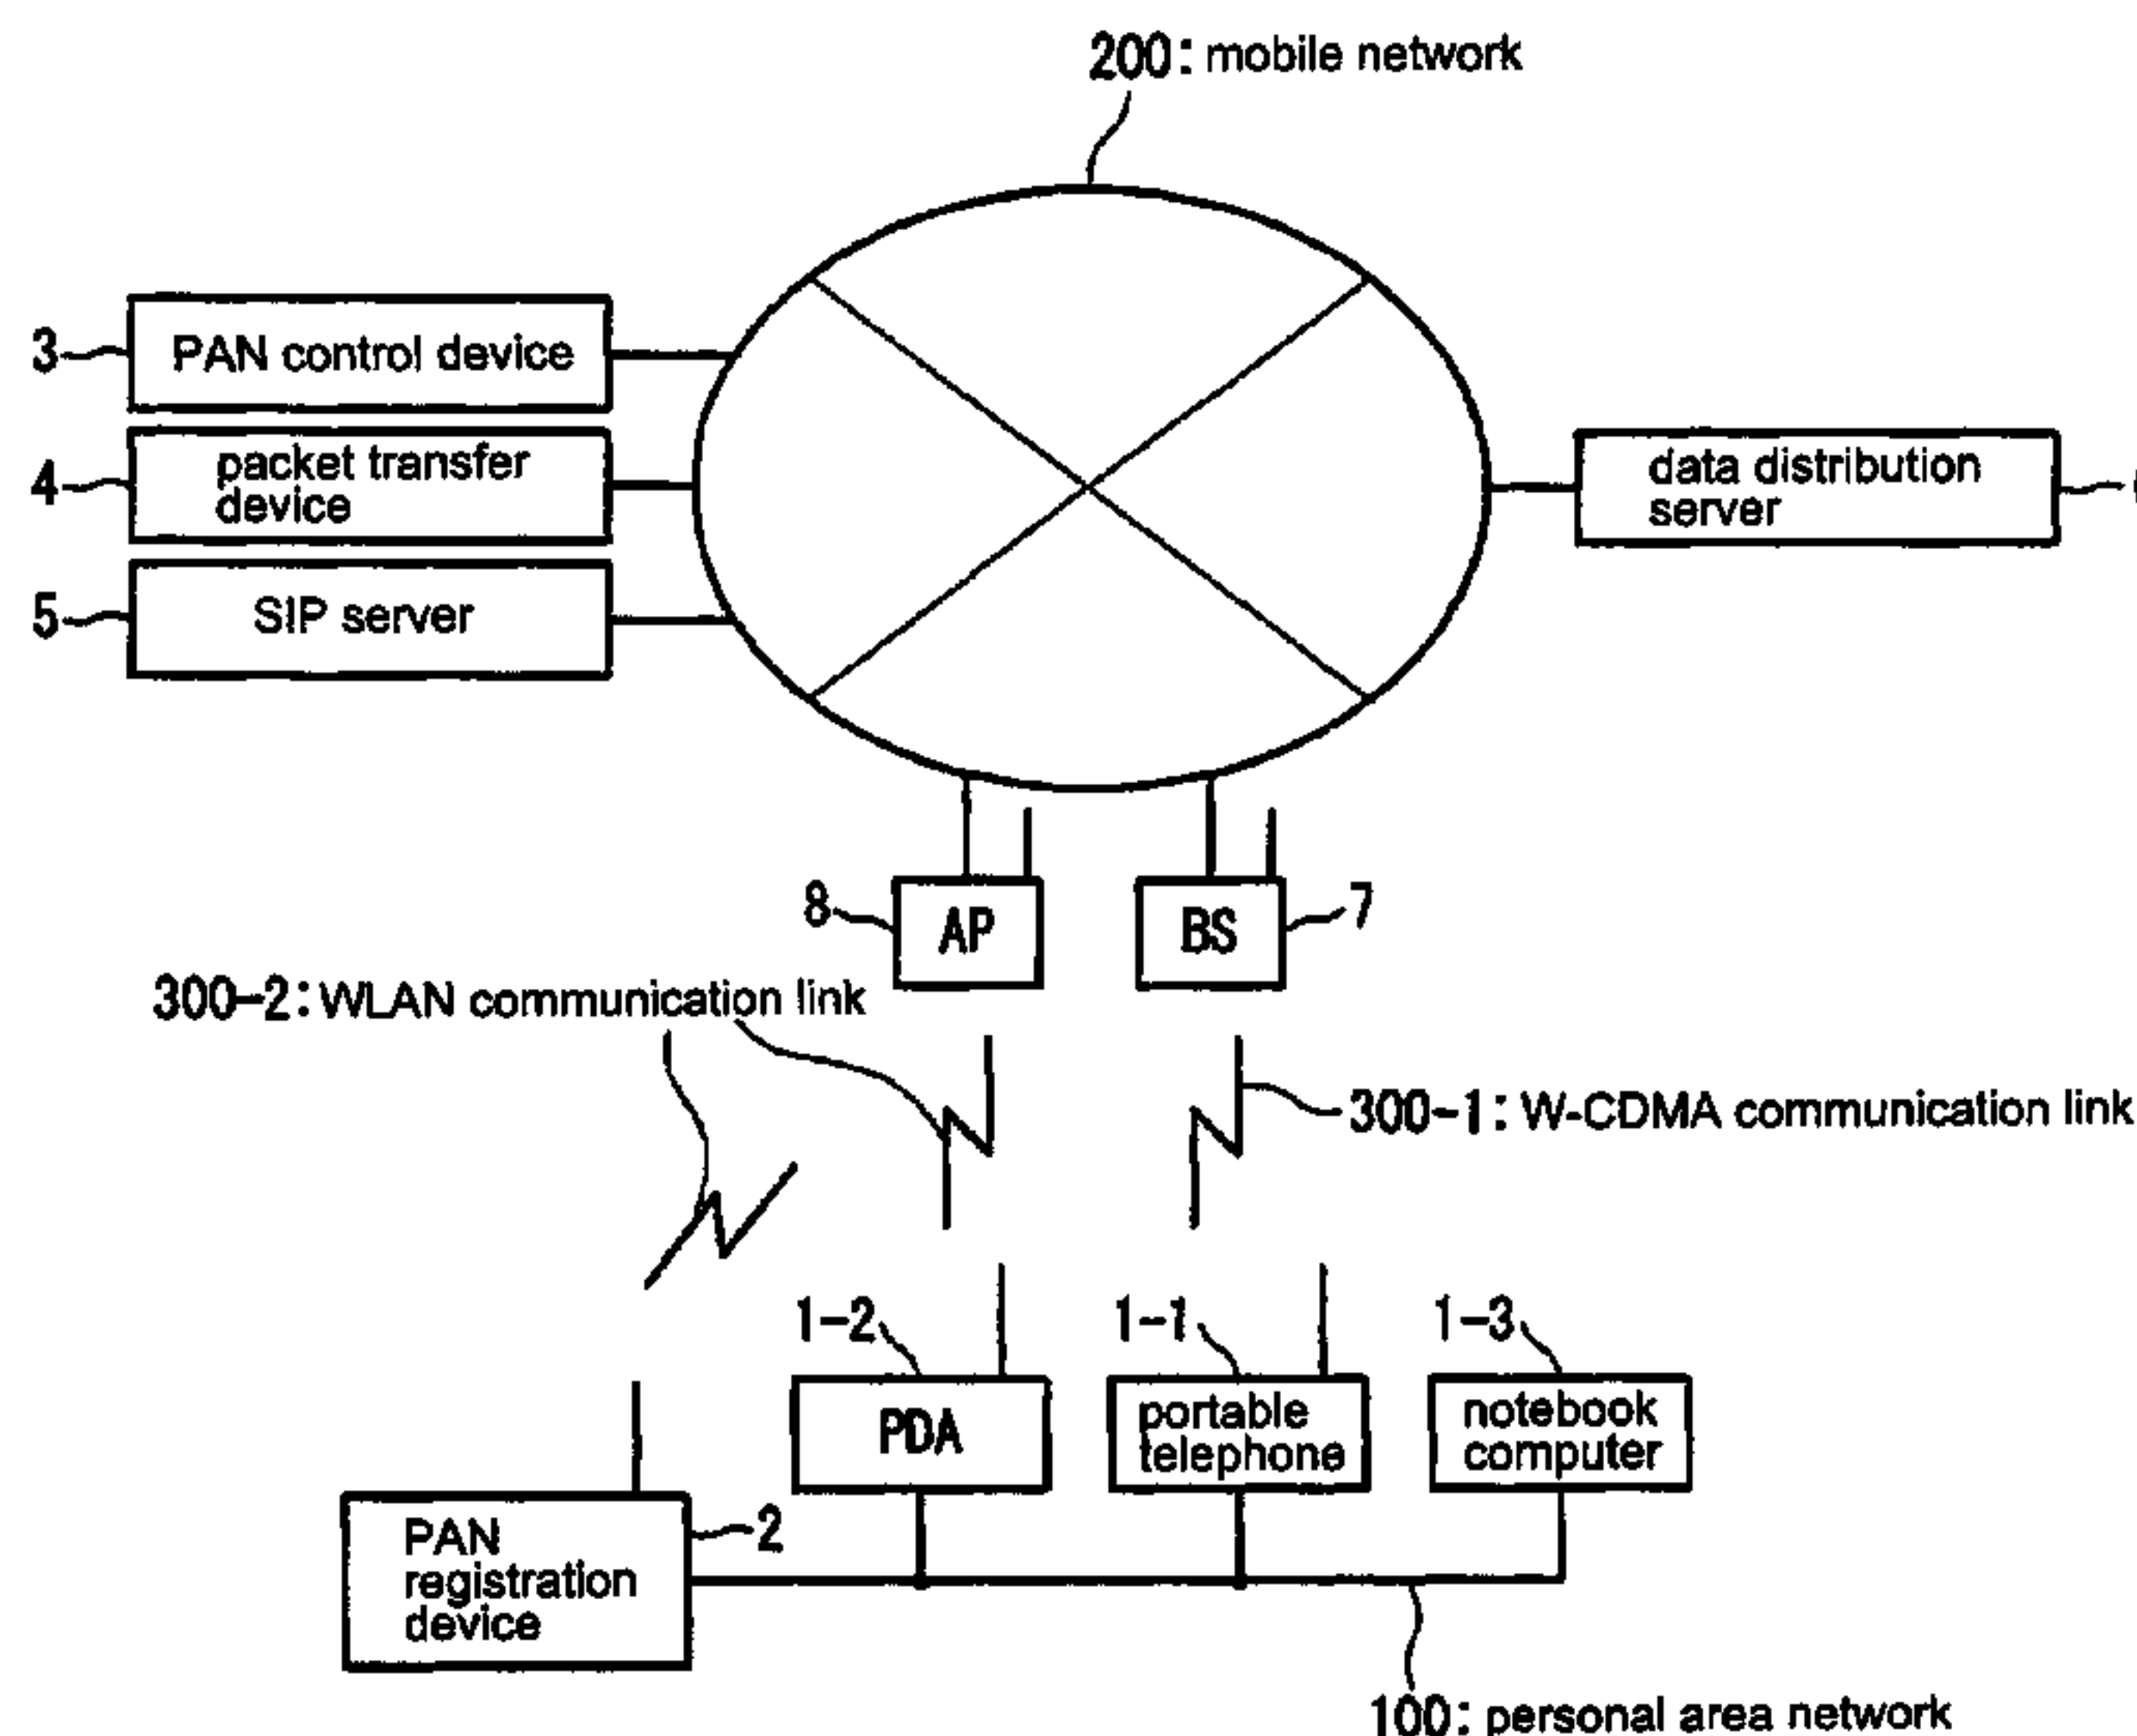 200: mobile network
3
PAN control device
4
packet transfer
device
5
SIP server
data distribution
server
8
AP
BS
7
300-2: WLAN communication link
300-1: W-CDMA communication link
1-2
1-1
1-3
PDA
portable
telephone
notebook
computer
PAN
registration
device
2
100: personal area network